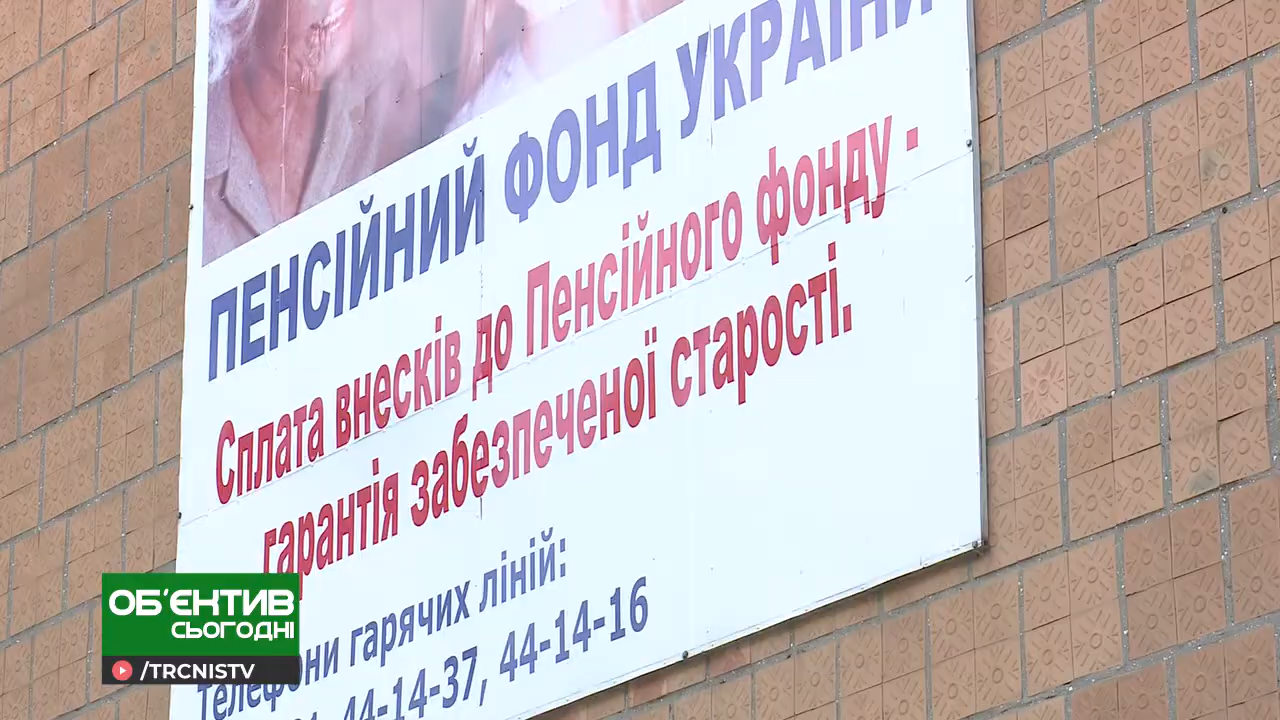 ПЕНСІЙНИЙ ФОНД УКРАЇНИ
Сплата внесків до Пенсійного фонду -
гарантія забезпеченої старості.
Телефони гарячих ліній:
44-14-37, 44-14-16
ОБ'ЄКТИВ
СЬОГОДНІ
/TRCNISTV